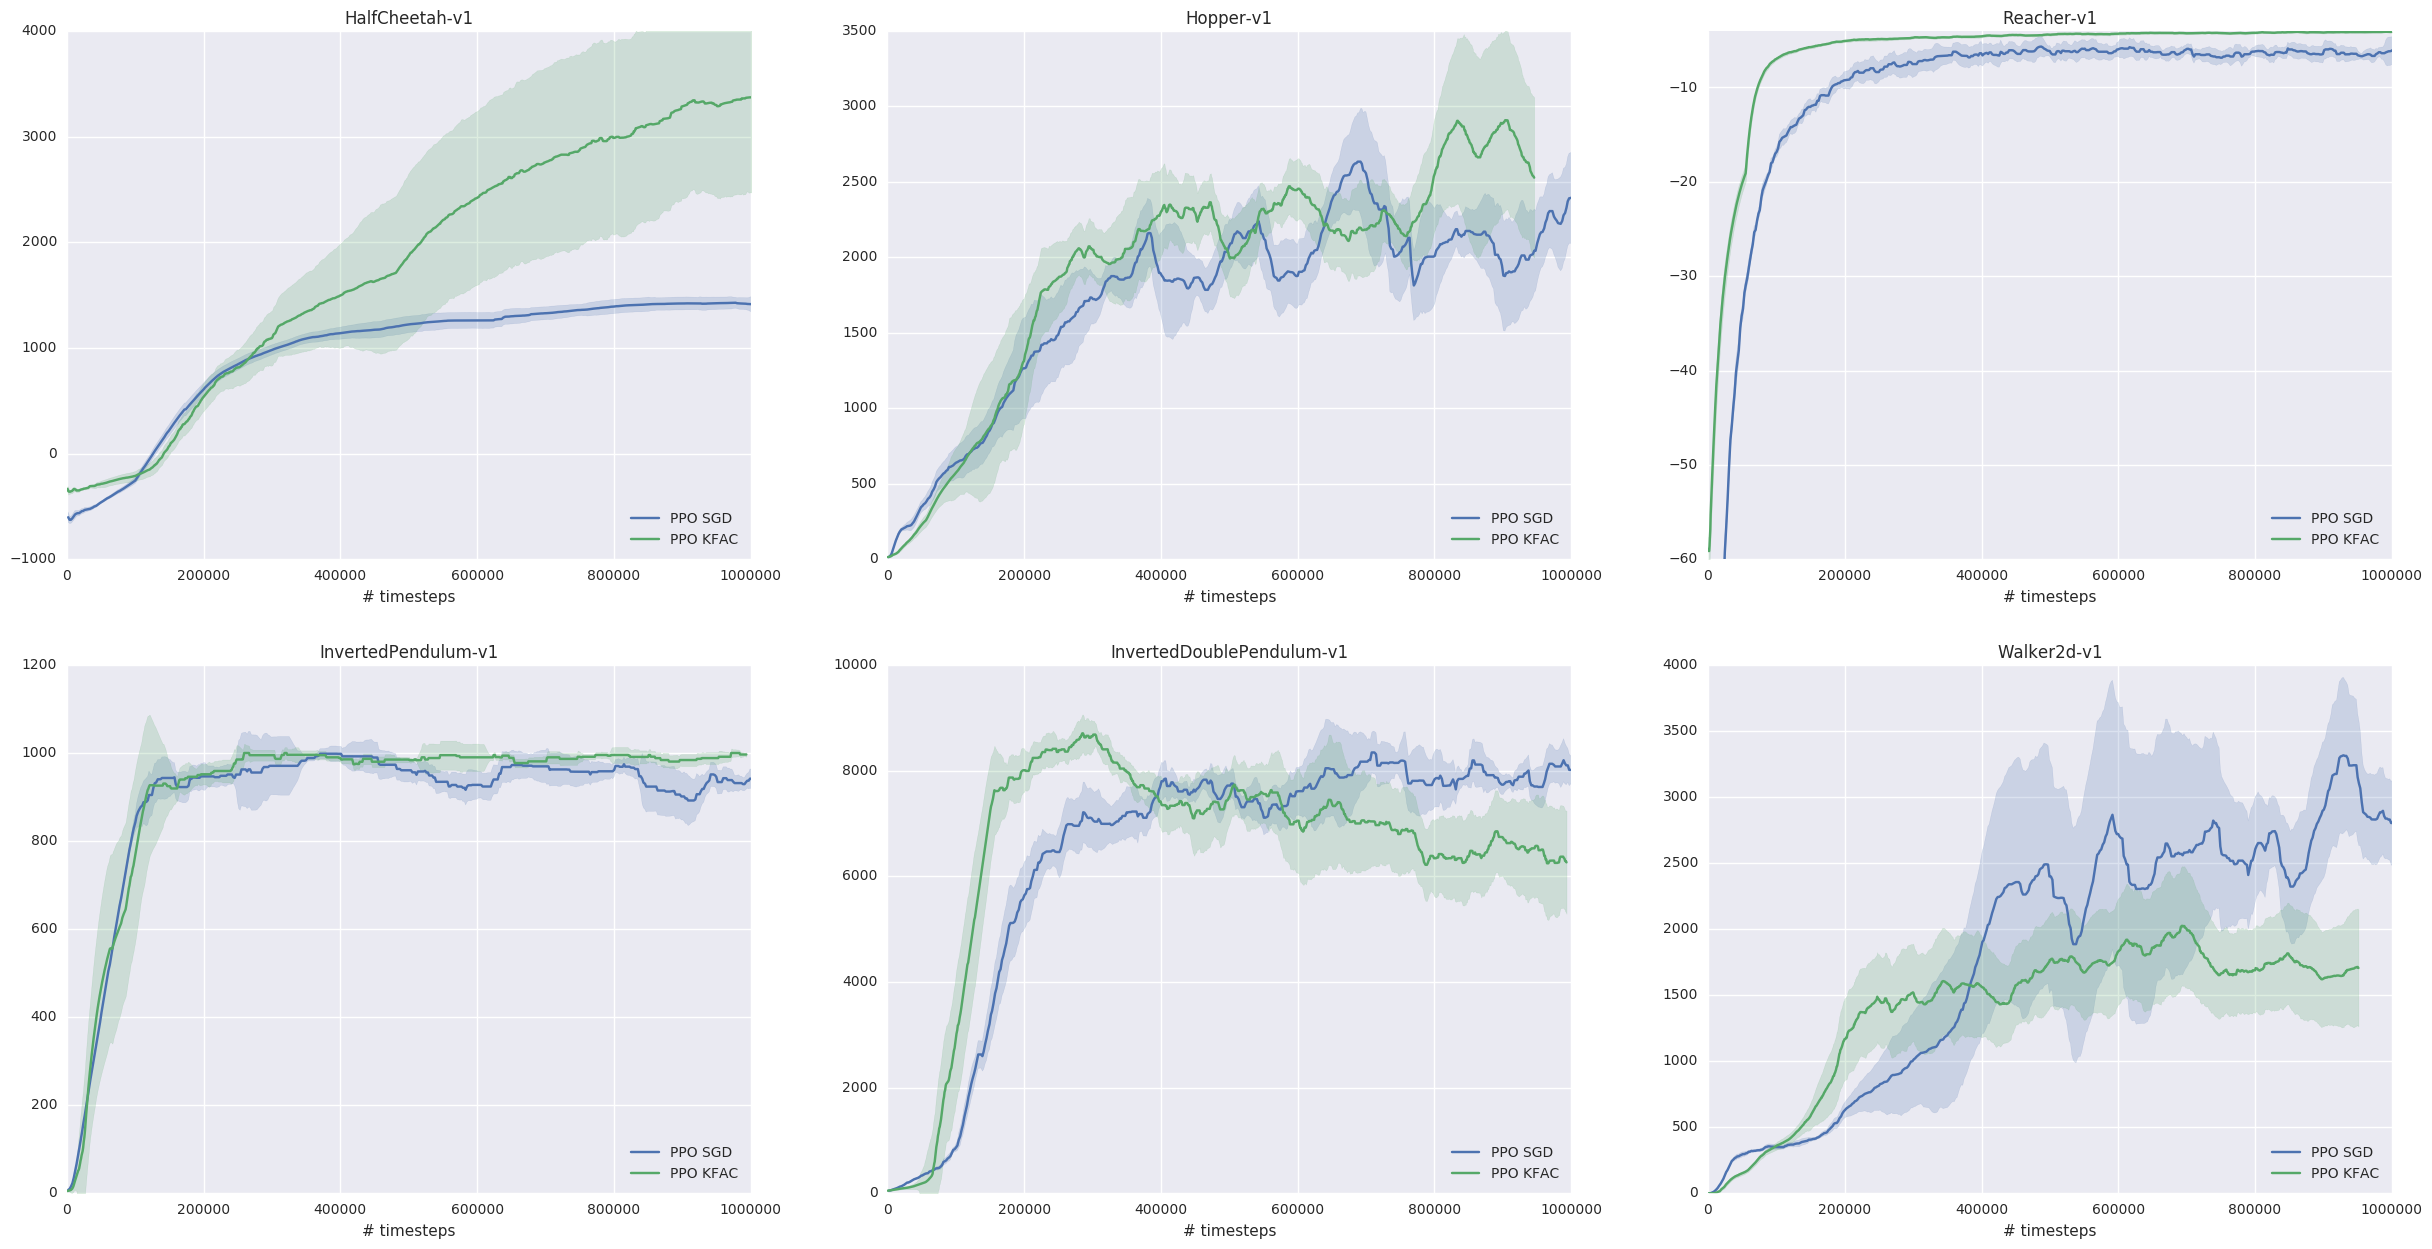 HalfCheetah-v1
4000
3000
2000
1000
0
−1000
0 200000 400000 600000 800000 1000000
# timesteps
PPO SGD
PPO KFAC
Hopper-v1
3500
3000
2500
2000
1500
1000
500
0
0 200000 400000 600000 800000 1000000
# timesteps
PPO SGD
PPO KFAC
Reacher-v1
−10
−20
−30
−40
−50
−60
0 200000 400000 600000 800000 1000000
# timesteps
PPO SGD
PPO KFAC
InvertedPendulum-v1
1200
1000
800
600
400
200
0
0 200000 400000 600000 800000 1000000
# timesteps
PPO SGD
PPO KFAC
InvertedDoublePendulum-v1
10000
8000
6000
4000
2000
0
0 200000 400000 600000 800000 1000000
# timesteps
PPO SGD
PPO KFAC
Walker2d-v1
4000
3500
3000
2500
2000
1500
1000
500
0
0 200000 400000 600000 800000 1000000
# timesteps
PPO SGD
PPO KFAC